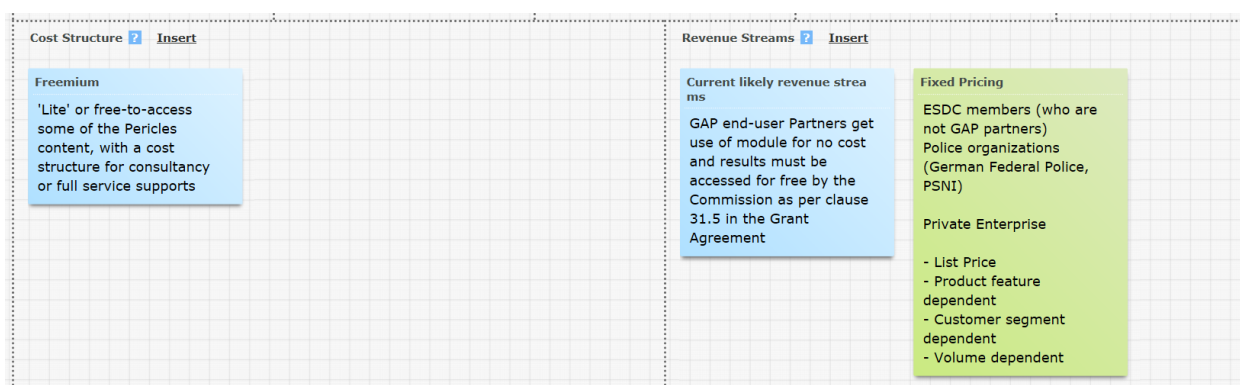 Cost Structure ? Insert
Freemium
'Lite' or free-to-access
some of the Pericles
content, with a cost
structure for consultancy
or full service supports
Revenue Streams ? Insert
Current likely revenue strea
ms
GAP end-user Partners get
use of module for no cost
and results must be
accessed for free by the
Commission as per clause
31.5 in the Grant
Agreement
Fixed Pricing
ESDC members (who are
not GAP partners)
Police organizations
(German Federal Police,
PSNI)
Private Enterprise
- List Price
- Product feature
dependent
- Customer segment
dependent
- Volume dependent